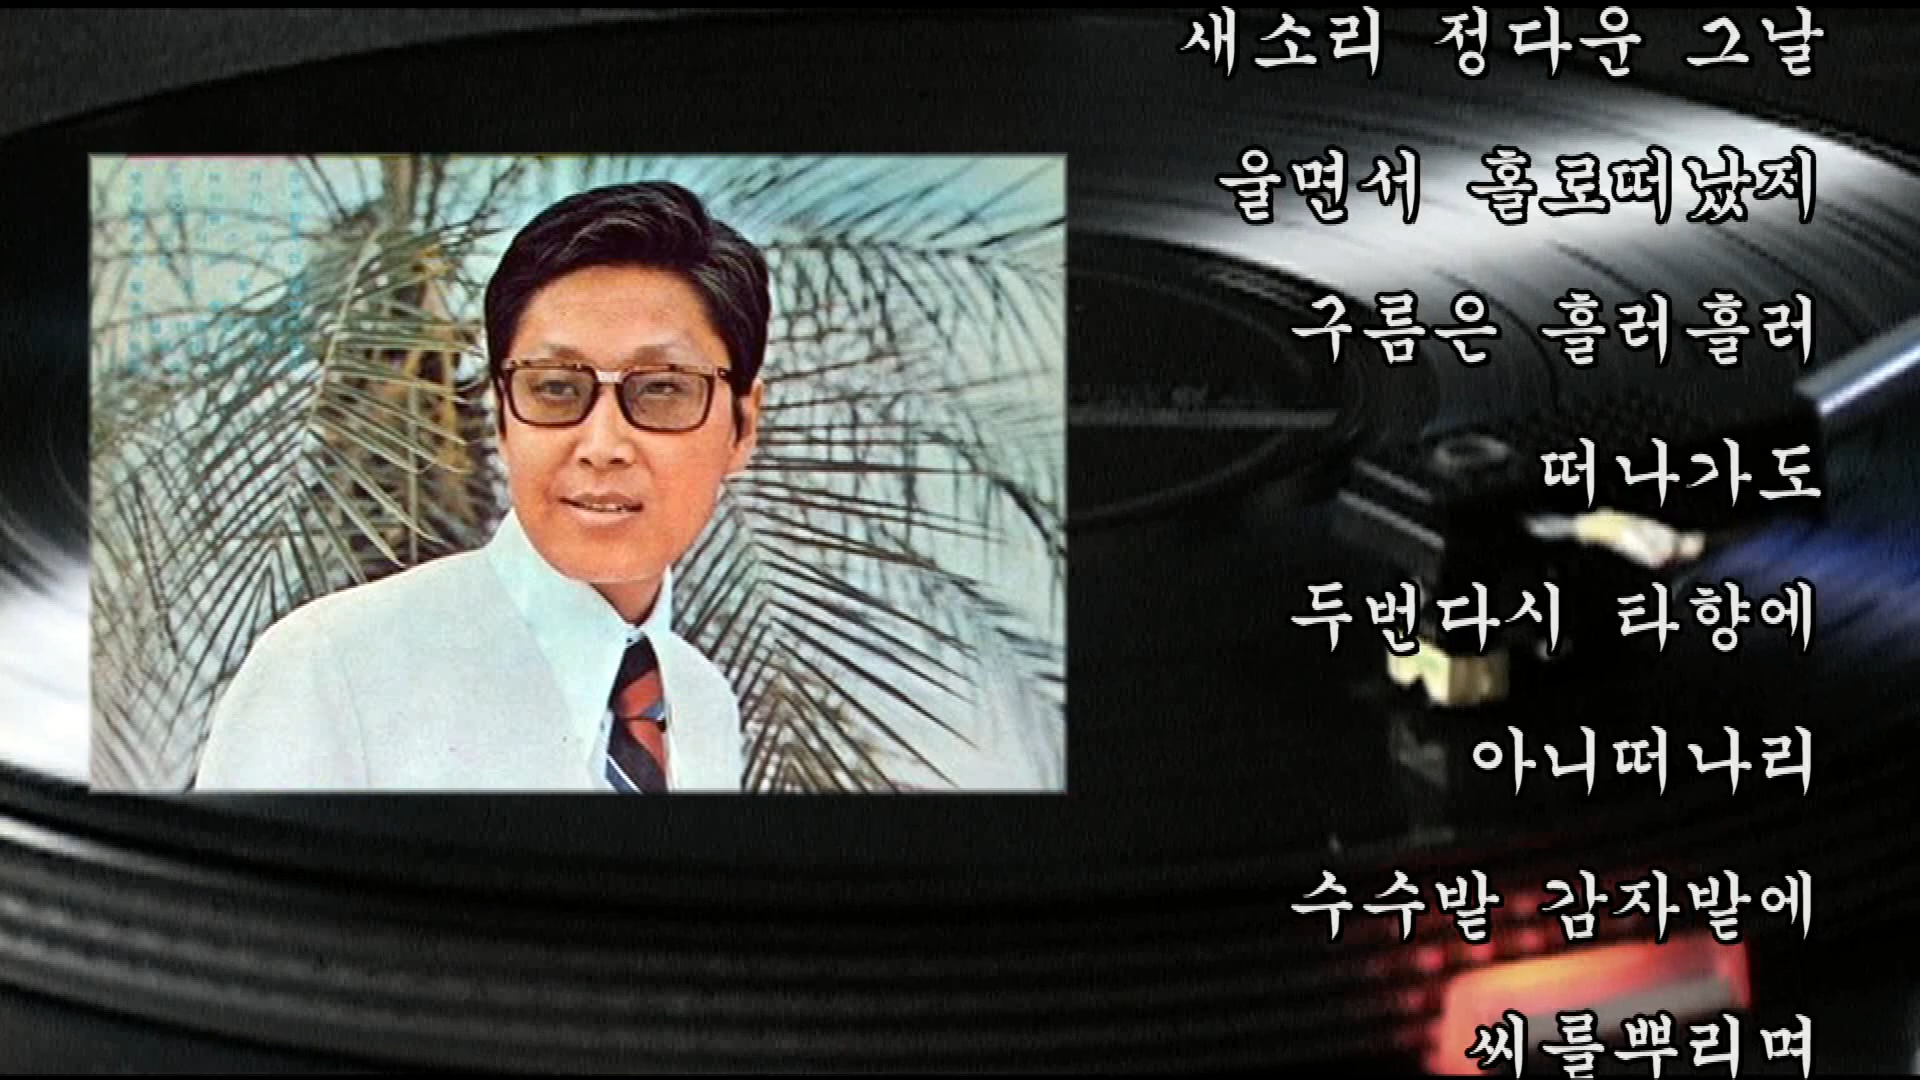 새소리 정다운 그날
울면서 홀로떠났지
구름은 흘러흘러
떠나가도
두번다시 타향에
아니떠나리
수수밭 감자밭에
씨를뿌리며